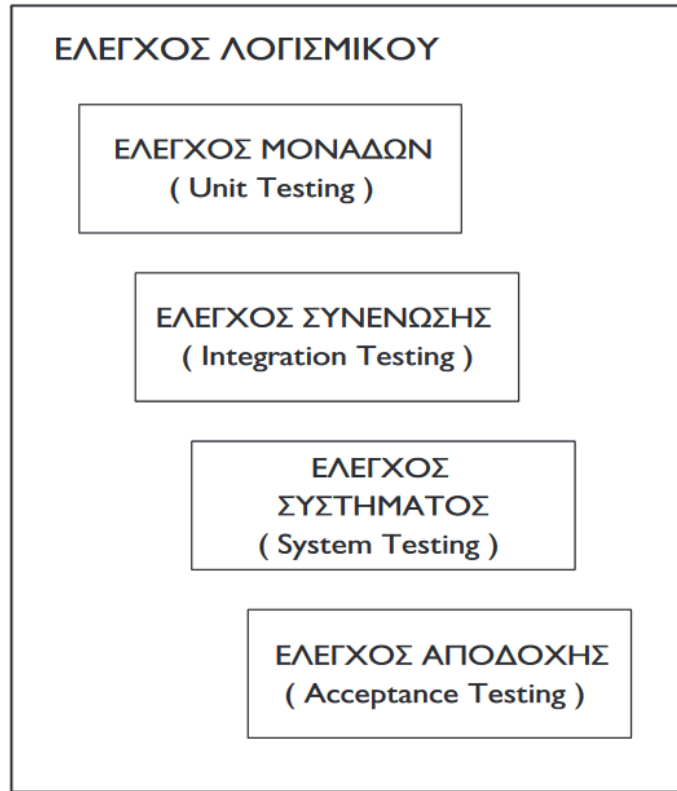 ΕΛΕΓΧΟΣ ΛΟΓΙΣΜΙΚΟΥ
ΕΛΕΓΧΟΣ ΜΟΝΑΔΩΝ
( Unit Testing )
ΕΛΕΓΧΟΣ ΣΥΝΕΝΩΣΗΣ
( Integration Testing )
ΕΛΕΓΧΟΣ
ΣΥΣΤΗΜΑΤΟΣ
( System Testing )
ΕΛΕΓΧΟΣ ΑΠΟΔΟΧΗΣ
( Acceptance Testing )